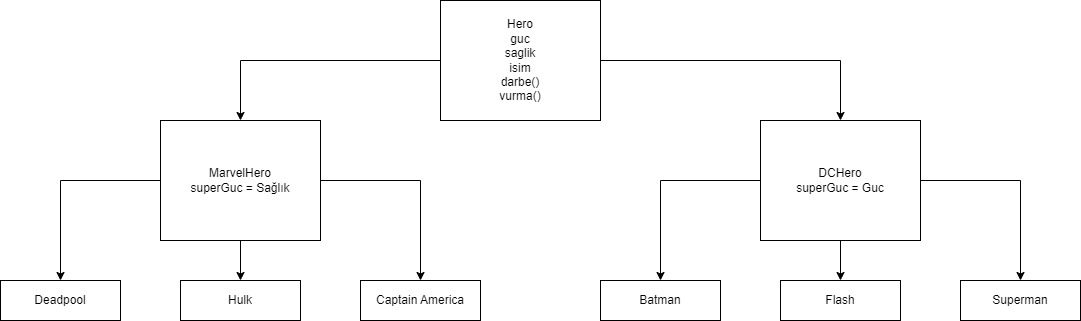 Hero
guc
saglik
isim
darbe()
vurma()
MarvelHero
superGuc = Sağlık
DCHero
superGuc = Guc
Deadpool
Hulk
Captain America
Batman
Flash
Superman